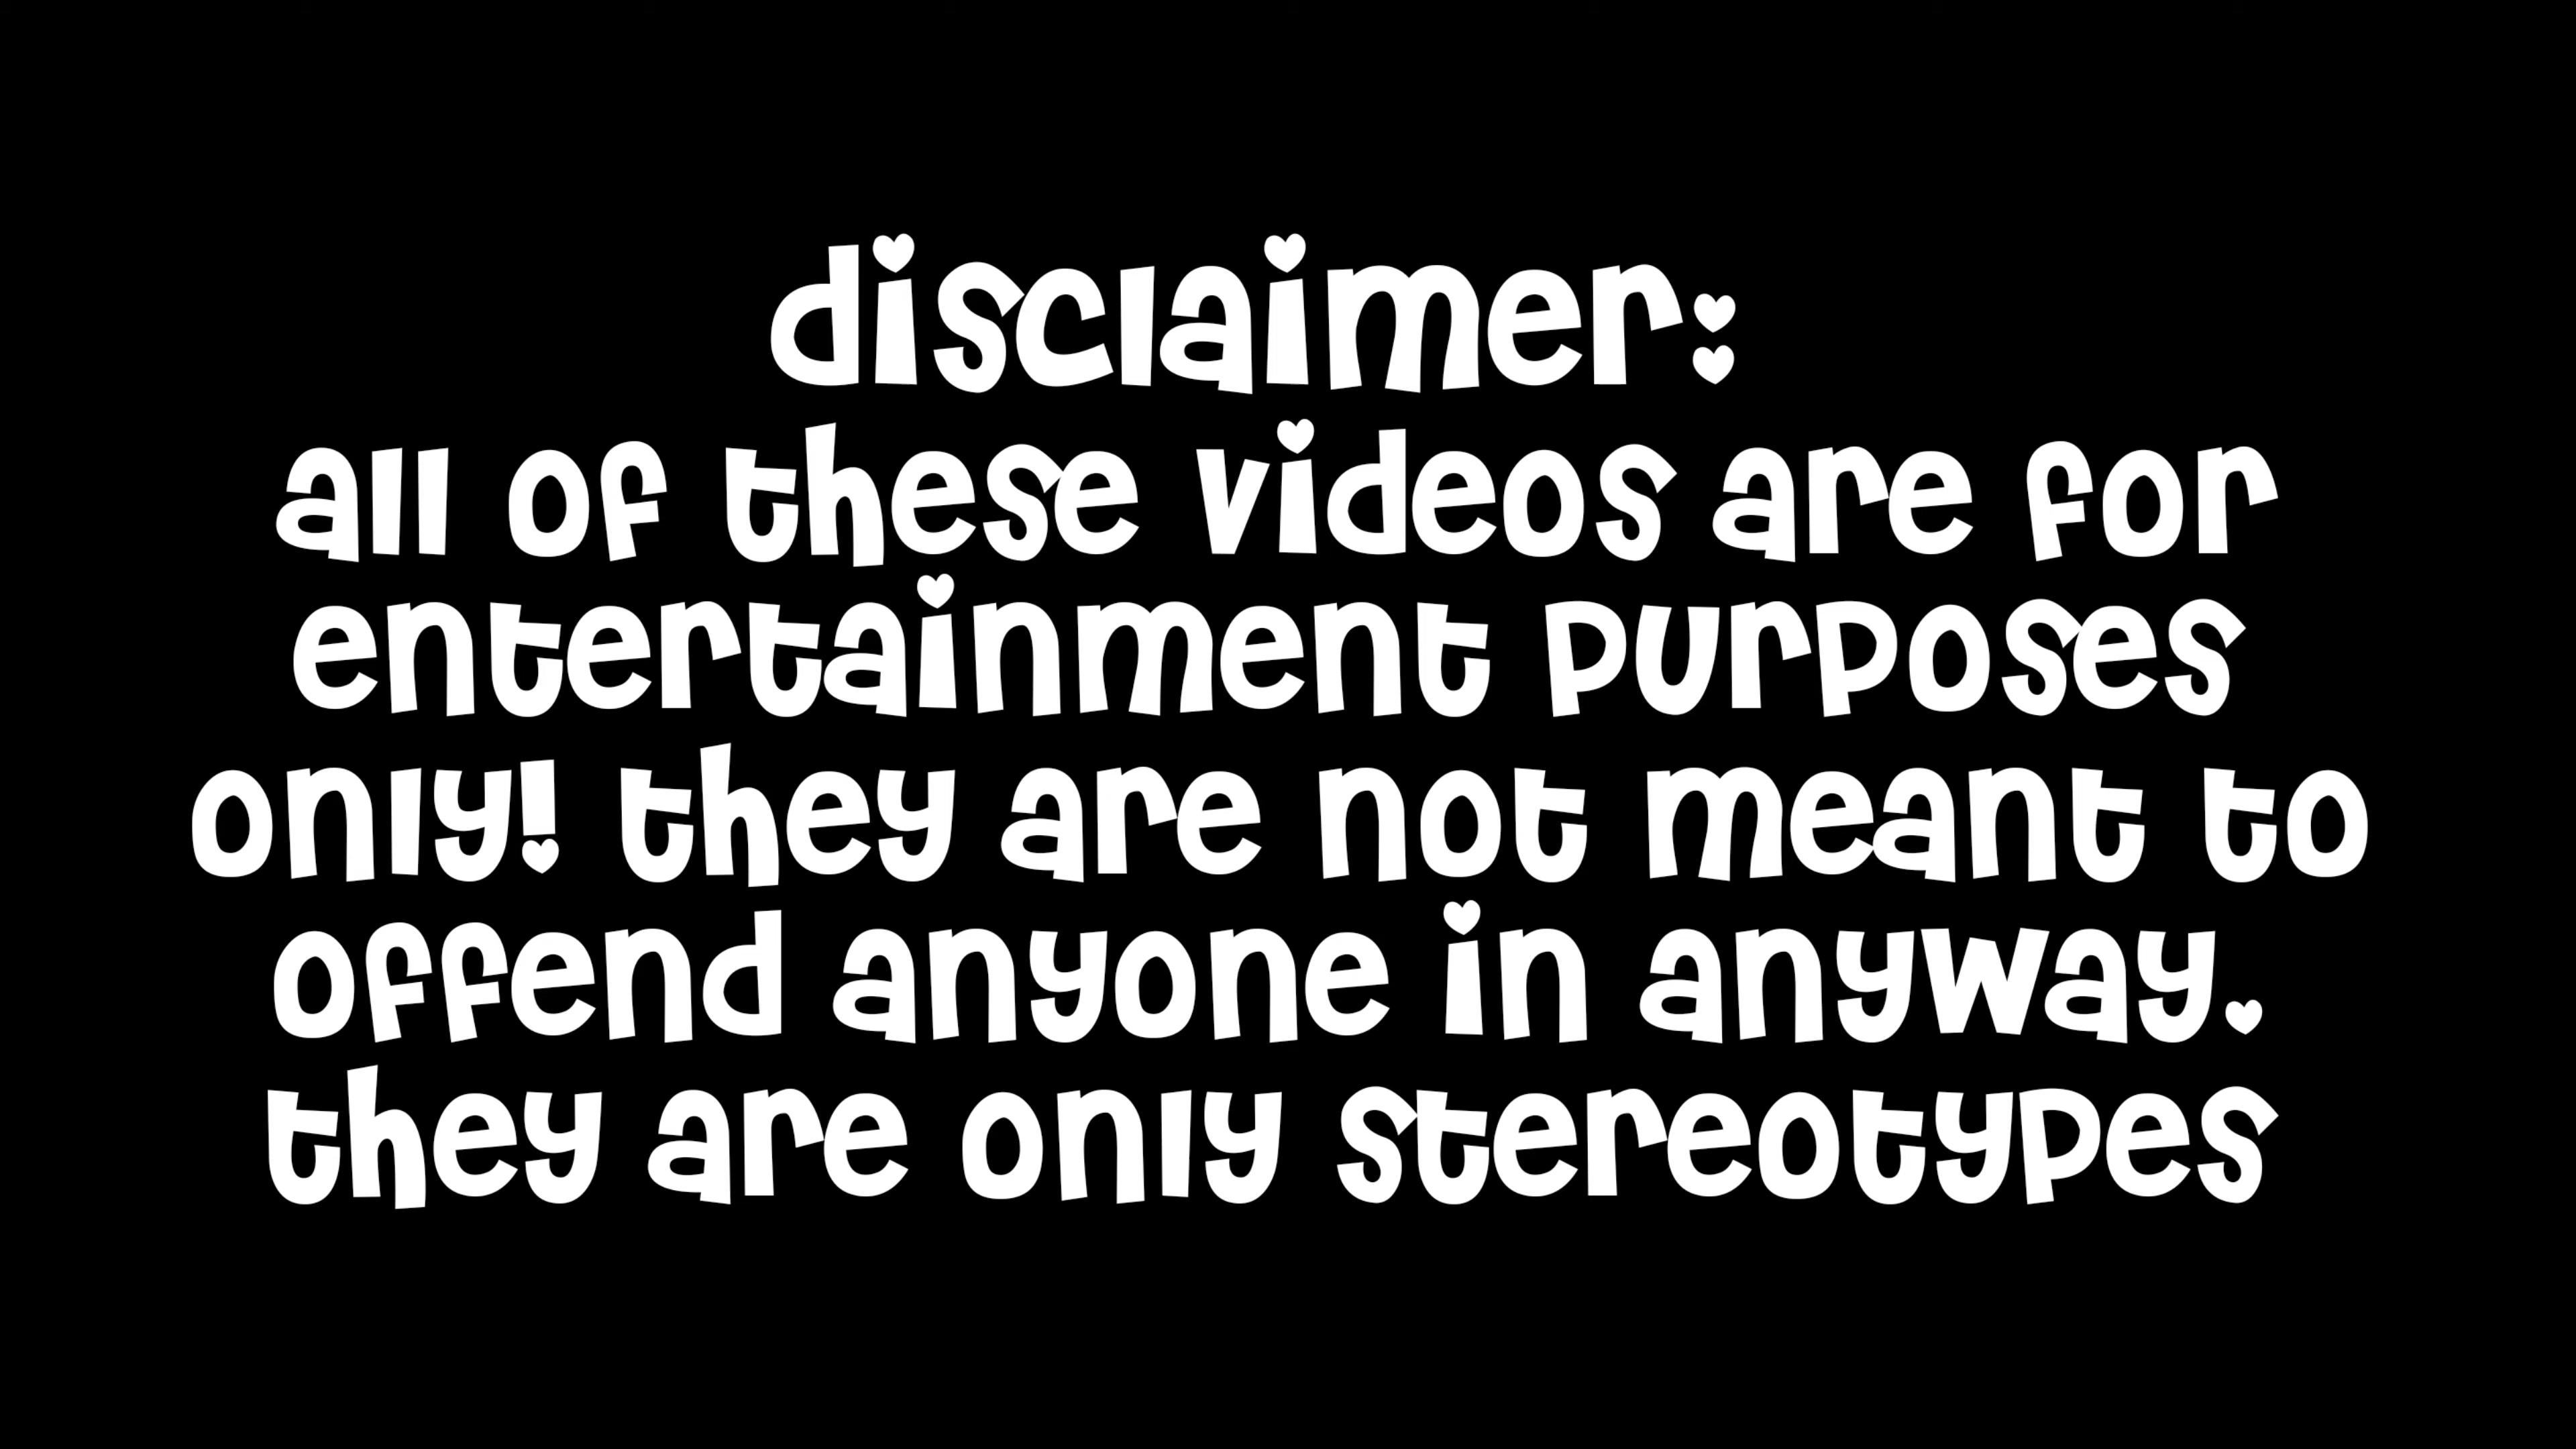 disclaimer:
all of these videos are for
entertainment purposes
only! they are not meant to
offend anyone in anyway.
they are only stereotypes